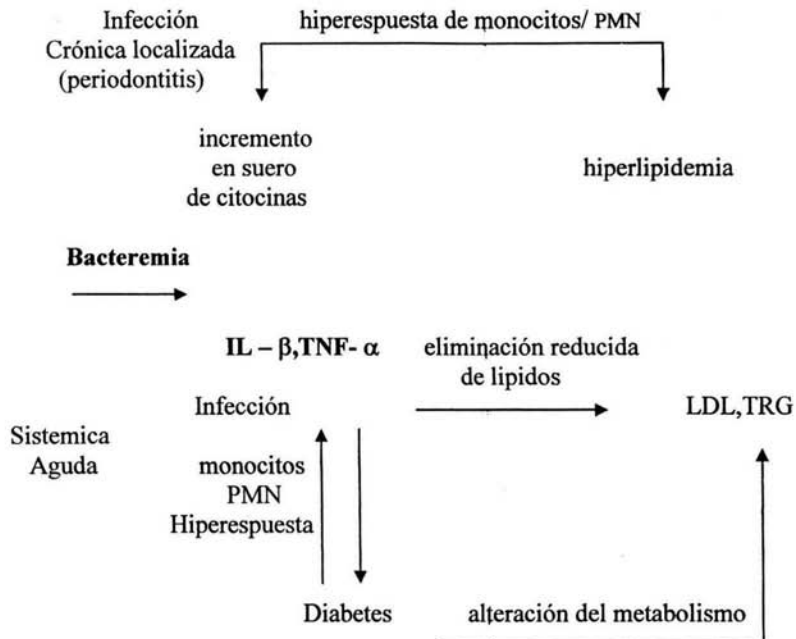 Infección
Crónica localizada
(periodontitis)
hiperespuesta de monocitos/ PMN
incremento
en suero
de citocinas
hiperlipidemia
Bacteremia
IL – β,TNF- α
eliminación reducida
de lipidos
Infección
LDL,TRG
Sistemica
Aguda
monocitos
PMN
Hiperespuesta
Diabetes
alteración del metabolismo